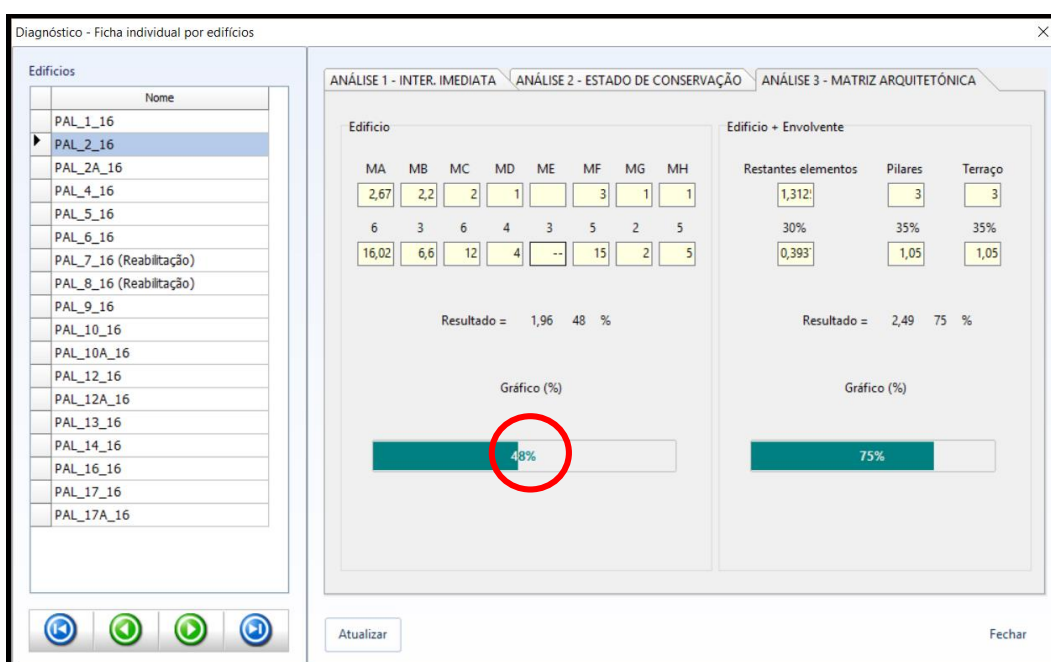 Diagnóstico - Ficha individual por edifícios
Edifícios
Nome
PAL_1_16
PAL_2_16
PAL_2A_16
PAL_4_16
PAL_5_16
PAL_6_16
PAL_7_16 (Reabilitação)
PAL_8_16 (Reabilitação)
PAL_9_16
PAL_10_16
PAL_10A_16
PAL_12_16
PAL_12A_16
PAL_13_16
PAL_14_16
PAL_16_16
PAL_17_16
PAL_17A_16
ANÁLISE 1 - INTER. IMEDIATA ANÁLISE 2 - ESTADO DE CONSERVAÇÃO ANÁLISE 3 - MATRIZ ARQUITETÓNICA
Edifício
MA MB MC MD ME MF MG MH
2,67 2,2 2 1 3 1 1
6 3 6 4 3 5 2 5
16,02 6,6 12 4 -- 15 2 5
Resultado = 1,96 48 %
Gráfico (%)
48%
Edifício + Envolvente
Restantes elementos Pilares Terraço
1,312 3 3
30% 35% 35%
0,393 1,05 1,05
Resultado = 2,49 75 %
Gráfico (%)
75%
Atualizar
Fechar